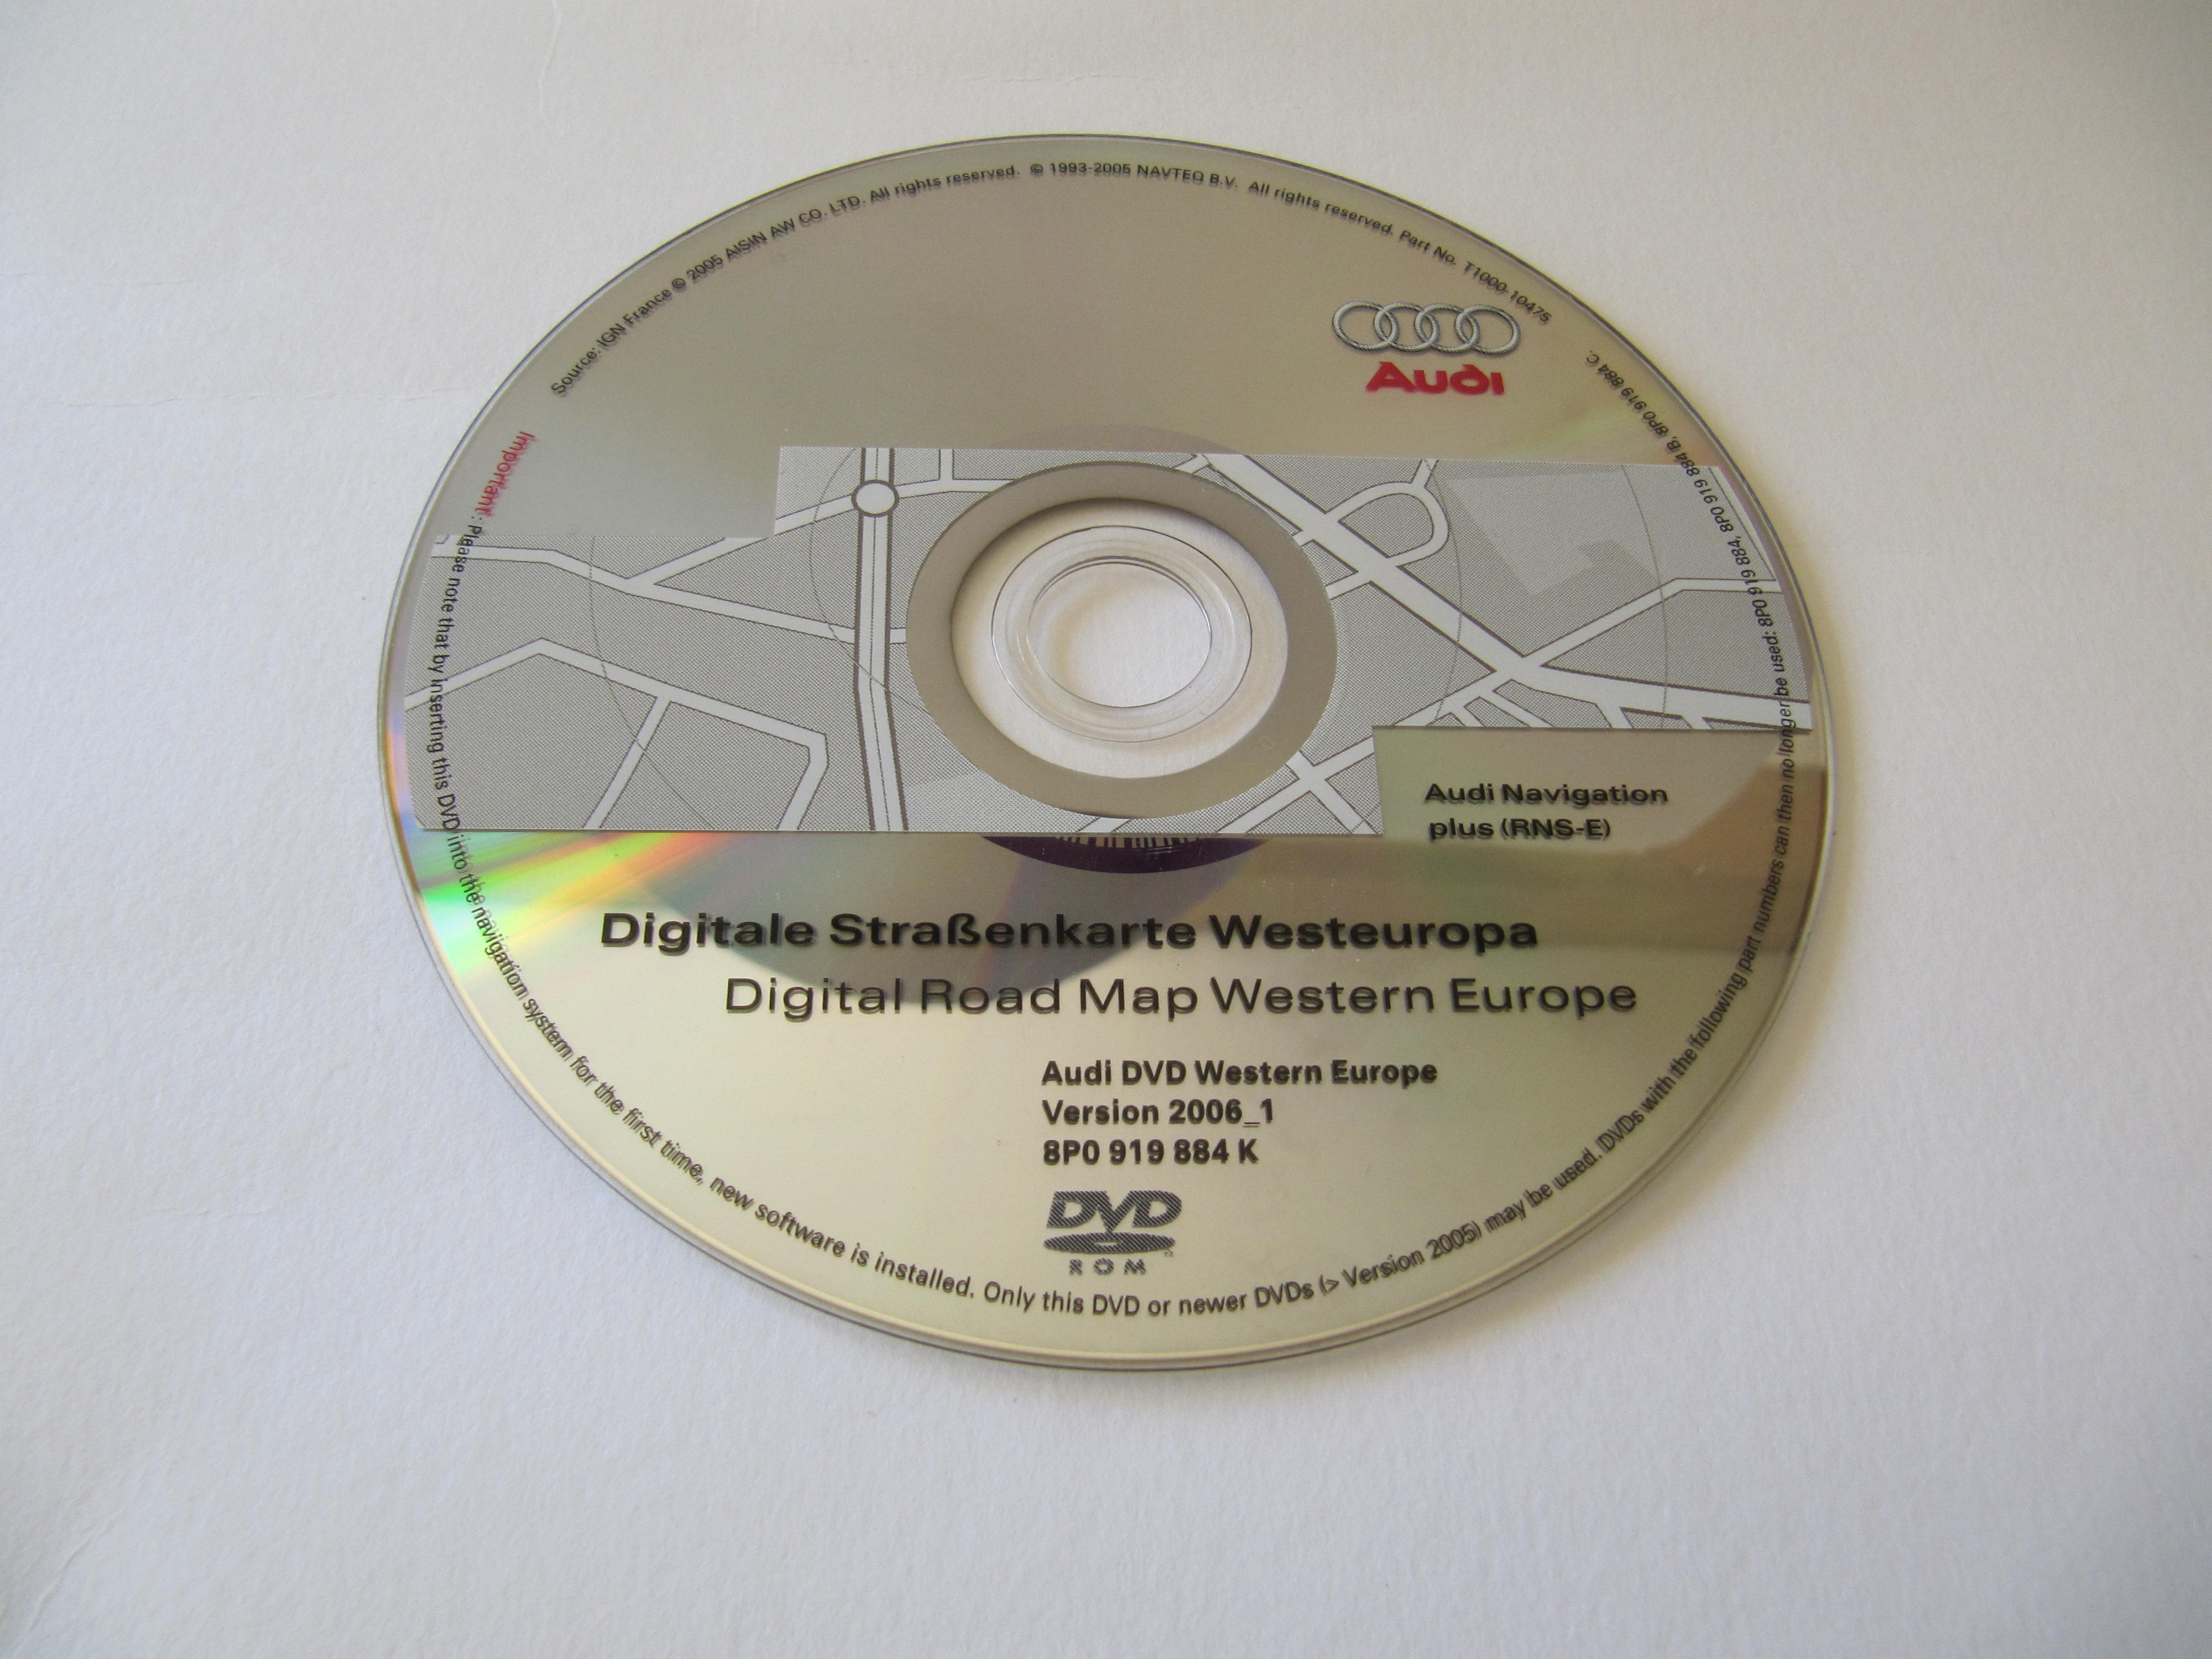 Source: IGN France © 2005 AISIN AW CO. LTD. All rights reserved. © 1993-2005 NAVTEQ B.V. All rights reserved. Part No. T1000-10475
Audi
Audi Navigation
plus (RNS-E)
Digitale Straßenkarte Westeuropa
Digital Road Map Western Europe
Audi DVD Western Europe
Version 2006_1
8P0 919 884 K
DVD
ROM
Important: Please note that by inserting this DVD into the navigation system for the first time, new software is installed. Only this DVD or newer DVDs (> Version 2005) may be used. DVDs with the following part numbers can then no longer be used: 8P0 919 884, 8P0 919 884 B, 8P0 919 884 C.